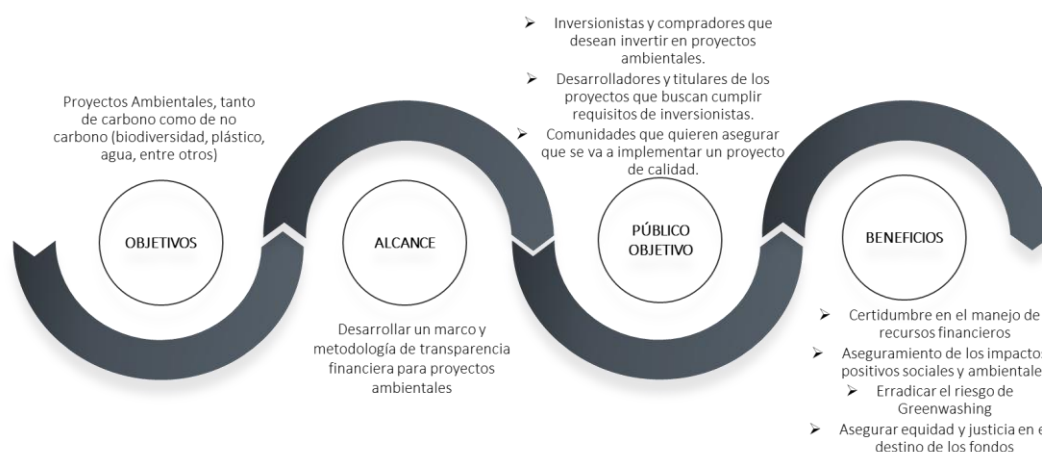 Proyectos Ambientales, tanto
de carbono como de no
carbono (biodiversidad, plástico,
agua, entre otros)
OBJETIVOS
ALCANCE
Desarrollar un marco y
metodología de transparencia
financiera para proyectos
ambientales
➢ Inversionistas y compradores que
desean invertir en proyectos
ambientales.
➢ Desarrolladores y titulares de los
proyectos que buscan cumplir
requisitos de inversionistas.
➢ Comunidades que quieren asegurar
que se va a implementar un proyecto
de calidad.
PÚBLICO
OBJETIVO
BENEFICIOS
➢ Certidumbre en el manejo de
recursos financieros
➢ Aseguramiento de los impactos
positivos sociales y ambientale
➢ Erradicar el riesgo de
Greenwashing
➢ Asegurar equidad y justicia en e
destino de los fondos